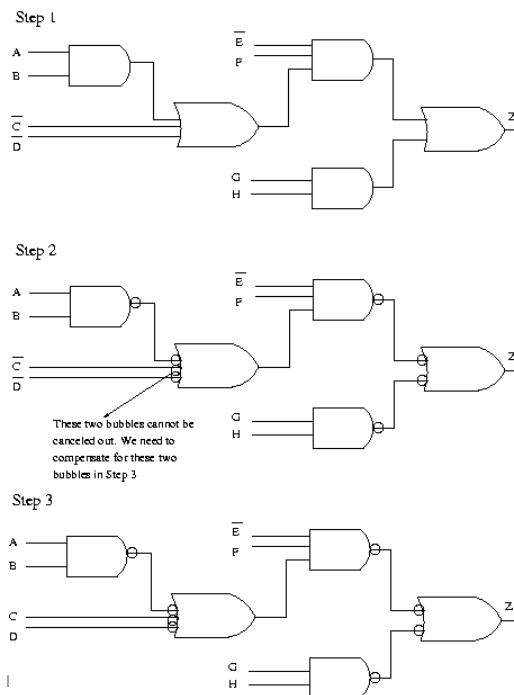 Step 1
A
B
C̅
D̅
E̅
F
G
H
Z
Step 2
A
B
C̅
D̅
E̅
F
G
H
Z
These two bubbles cannot be
canceled out. We need to
compensate for these two
bubbles in Step 3
Step 3
A
B
C
D
E̅
F
G
H
Z